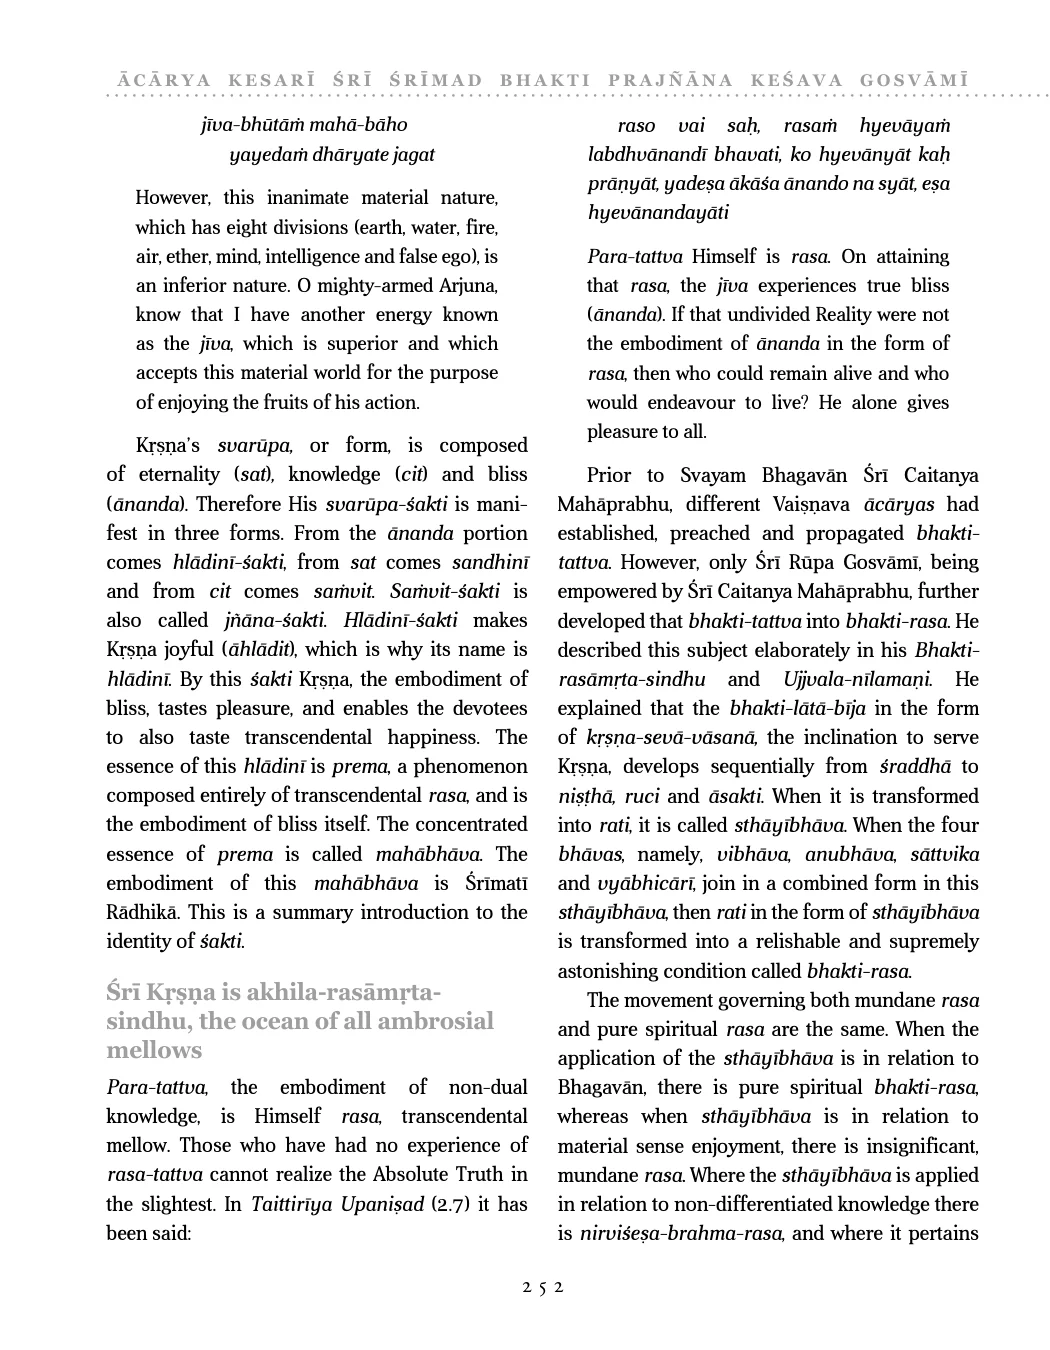 ĀCĀRYA KESARĪ ŚRĪ ŚRĪMAD BHAKTI PRAJÑĀNA KEŚAVA GOSVĀMĪ
jīva-bhūtāṁ mahā-bāho
yayedaṁ dhāryate jagat
However, this inanimate material nature,
which has eight divisions (earth, water, fire,
air, ether, mind, intelligence and false ego), is
an inferior nature. O mighty-armed Arjuna,
know that I have another energy known
as the jīva, which is superior and which
accepts this material world for the purpose
of enjoying the fruits of his action.
Kṛṣṇa’s svarūpa, or form, is composed
of eternality (sat), knowledge (cit) and bliss
(ānanda). Therefore His svarūpa-śakti is mani-
fest in three forms. From the ānanda portion
comes hlādinī-śakti, from sat comes sandhinī
and from cit comes saṁvit. Saṁvit-śakti is
also called jñāna-śakti. Hlādinī-śakti makes
Kṛṣṇa joyful (āhlādit), which is why its name is
hlādinī. By this śakti Kṛṣṇa, the embodiment of
bliss, tastes pleasure, and enables the devotees
to also taste transcendental happiness. The
essence of this hlādinī is prema, a phenomenon
composed entirely of transcendental rasa, and is
the embodiment of bliss itself. The concentrated
essence of prema is called mahābhāva. The
embodiment of this mahābhāva is Śrīmatī
Rādhikā. This is a summary introduction to the
identity of śakti.
Śrī Kṛṣṇa is akhila-rasāmṛta-
sindhu, the ocean of all ambrosial
mellows
Para-tattva, the embodiment of non-dual
knowledge, is Himself rasa, transcendental
mellow. Those who have had no experience of
rasa-tattva cannot realize the Absolute Truth in
the slightest. In Taittirīya Upaniṣad (2.7) it has
been said:
raso vai saḥ, rasaṁ hyevāyaṁ
labdhvānandī bhavati, ko hyevānyāt kaḥ
prāṇyāt, yadeṣa ākāśa ānando na syāt, eṣa
hyevānandayāti
Para-tattva Himself is rasa. On attaining
that rasa, the jīva experiences true bliss
(ānanda). If that undivided Reality were not
the embodiment of ānanda in the form of
rasa, then who could remain alive and who
would endeavour to live? He alone gives
pleasure to all.
Prior to Svayam Bhagavān Śrī Caitanya
Mahāprabhu, different Vaiṣṇava ācāryas had
established, preached and propagated bhakti-
tattva. However, only Śrī Rūpa Gosvāmī, being
empowered by Śrī Caitanya Mahāprabhu, further
developed that bhakti-tattva into bhakti-rasa. He
described this subject elaborately in his Bhakti-
rasāmṛta-sindhu and Ujjvala-nīlamaṇi. He
explained that the bhakti-lātā-bīja in the form
of kṛṣṇa-sevā-vāsanā, the inclination to serve
Kṛṣṇa, develops sequentially from śraddhā to
niṣṭhā, ruci and āsakti. When it is transformed
into rati, it is called sthāyībhāva. When the four
bhāvas, namely, vibhāva, anubhāva, sāttvika
and vyābhicārī, join in a combined form in this
sthāyībhāva, then rati in the form of sthāyībhāva
is transformed into a relishable and supremely
astonishing condition called bhakti-rasa.
The movement governing both mundane rasa
and pure spiritual rasa are the same. When the
application of the sthāyībhāva is in relation to
Bhagavān, there is pure spiritual bhakti-rasa,
whereas when sthāyībhāva is in relation to
material sense enjoyment, there is insignificant,
mundane rasa. Where the sthāyībhāva is applied
in relation to non-differentiated knowledge there
is nirviśeṣa-brahma-rasa, and where it pertains
252